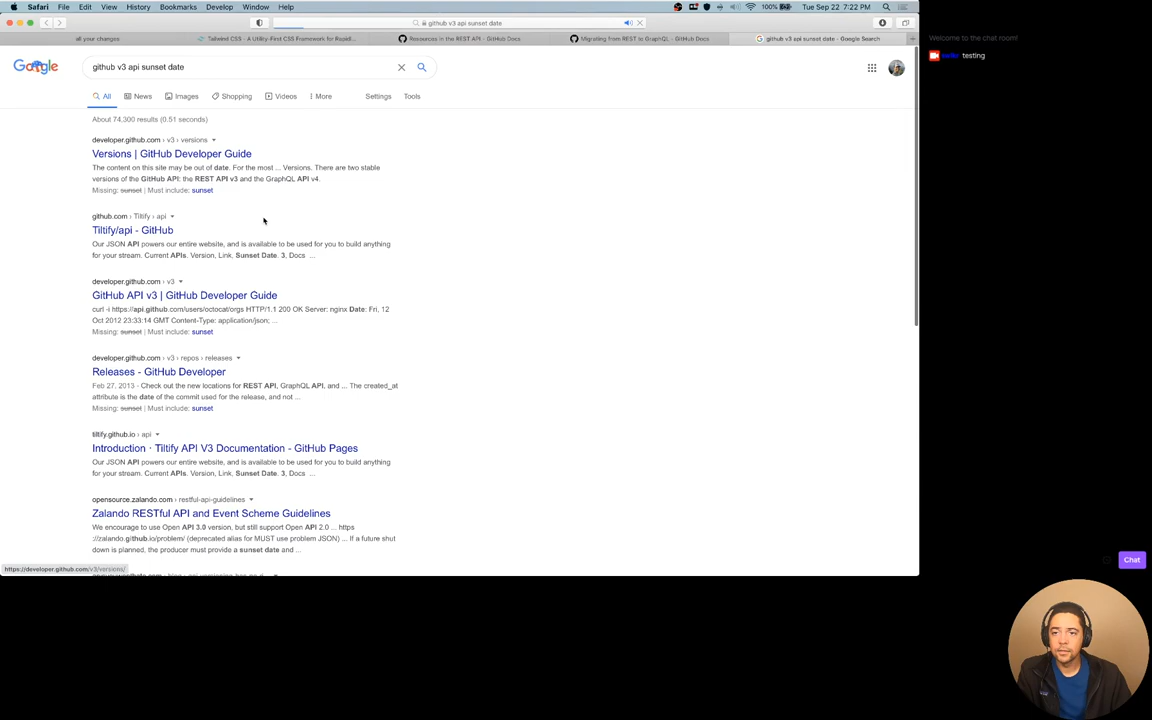 Safari File Edit View History Bookmarks Develop Window Help
100% Tue Sep 22 7:22 PM
github v3 api sunset date
all your changes
Tailwind CSS - A Utility-First CSS Framework for Rapidl...
Resources in the REST API - GitHub Docs
Migrating from REST to GraphQL - GitHub Docs
github v3 api sunset date - Google Search
Welcome to the chat room!
testing
Google
github v3 api sunset date
All News Images Shopping Videos More Settings Tools
About 74,300 results (0.51 seconds)
developer.github.com › v3 › versions
Versions | GitHub Developer Guide
The content on this site may be out of date. For the most ... Versions. There are two stable
versions of the GitHub API: the REST API v3 and the GraphQL API v4.
Missing: sunset | Must include: sunset
github.com › Tiltify › api
Tiltify/api - GitHub
Our JSON API powers our entire website, and is available to be used for you to build anything
for your stream. Current APIs. Version, Link, Sunset Date. 3, Docs ...
developer.github.com › v3
GitHub API v3 | GitHub Developer Guide
curl -i https://api.github.com/users/octocat/orgs HTTP/1.1 200 OK Server: nginx Date: Fri, 12
Oct 2012 23:33:14 GMT Content-Type: application/json; ...
Missing: sunset | Must include: sunset
developer.github.com › v3 › repos › releases
Releases - GitHub Developer
Feb 27, 2013 - Check out the new locations for REST API, GraphQL API, and ... The created_at
attribute is the date of the commit used for the release, and not ...
Missing: sunset | Must include: sunset
tiltify.github.io › api
Introduction · Tiltify API V3 Documentation - GitHub Pages
Our JSON API powers our entire website, and is available to be used for you to build anything
for your stream. Current APIs. Version, Link, Sunset Date. 3, Docs ...
opensource.zalando.com › restful-api-guidelines
Zalando RESTful API and Event Scheme Guidelines
We encourage to use Open API 3.0 version, but still support Open API 2.0 ... https
://zalando.github.io/problem/ (deprecated alias for MUST use problem JSON) ... If a future shut
down is planned, the producer must provide a sunset date and ...
https://developer.github.com/v3/versions/
Chat